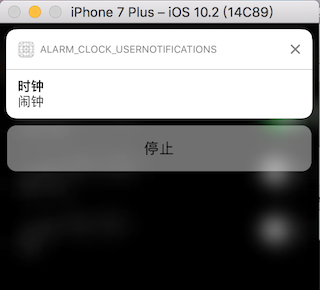 iPhone 7 Plus – iOS 10.2 (14C89)
ALARM_CLOCK_USERNOTIFICATIONS
时钟
闹钟
停止